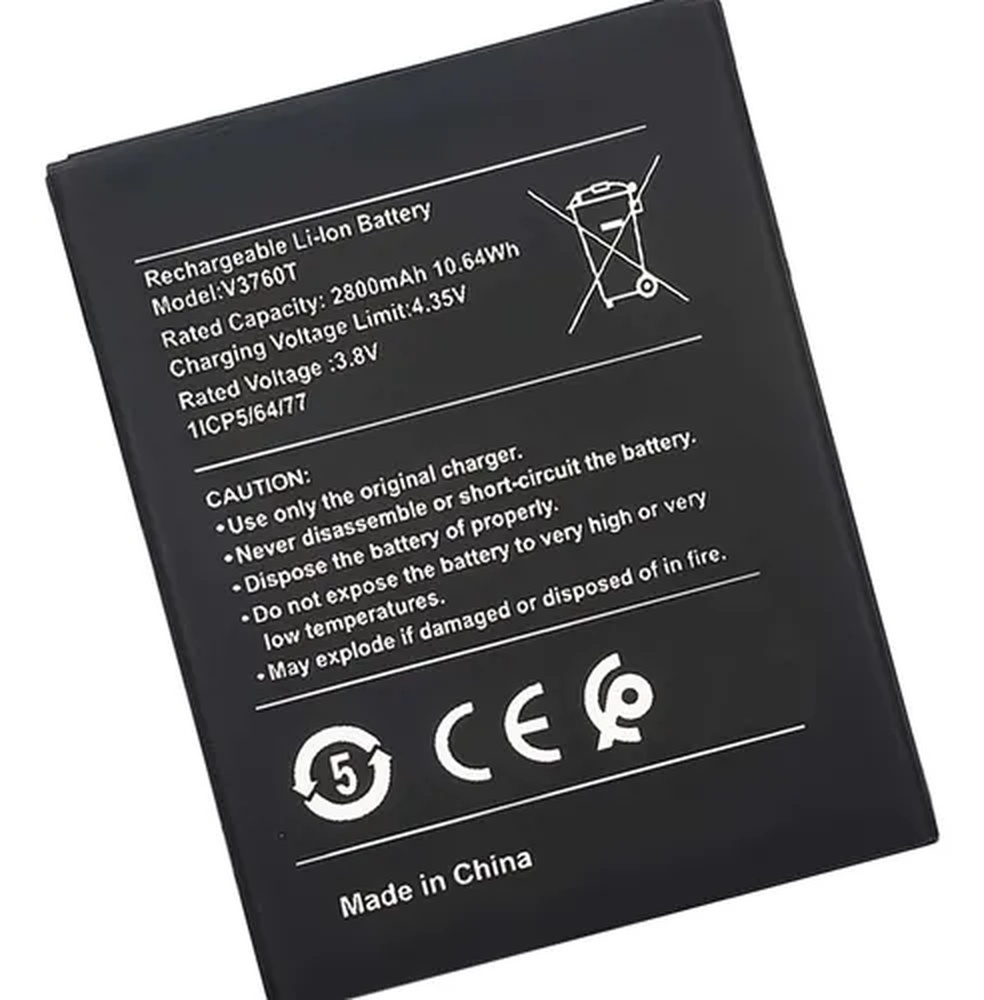 Rechargeable Li-Ion Battery
Model:V3760T
Rated Capacity: 2800mAh 10.64Wh
Charging Voltage Limit:4.35V
Rated Voltage :3.8V
1ICP5/64/77
CAUTION:
•Use only the original charger.
•Never disassemble or short-circuit the battery.
•Dispose the battery of properly.
•Do not expose the battery to very high or very
low temperatures.
•May explode if damaged or disposed of in fire.
5
CE
Made in China